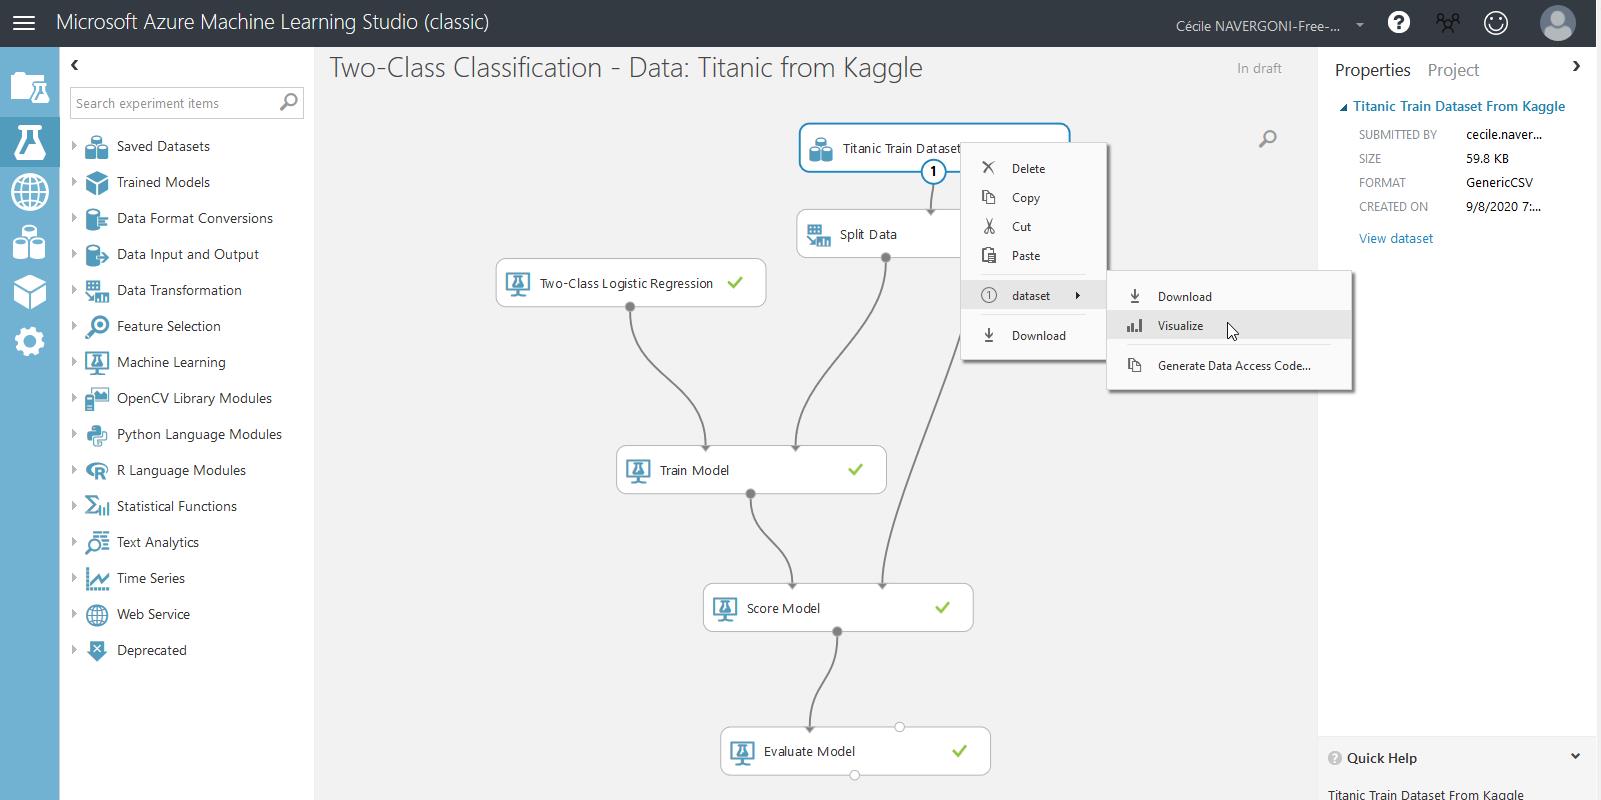 Microsoft Azure Machine Learning Studio (classic)
Cécile NAVERGONI-Free-...
?
Search experiment items
Saved Datasets
Trained Models
Data Format Conversions
Data Input and Output
Data Transformation
Feature Selection
Machine Learning
OpenCV Library Modules
Python Language Modules
R Language Modules
Statistical Functions
Text Analytics
Time Series
Web Service
Deprecated
Two-Class Classification - Data: Titanic from Kaggle
In draft
Titanic Train Dataset
1
Split Data
Two-Class Logistic Regression
Train Model
Score Model
Evaluate Model
Delete
Copy
Cut
Paste
1 dataset
Download
Download
Visualize
Generate Data Access Code...
Properties Project
Titanic Train Dataset From Kaggle
SUBMITTED BY cecile.naver...
SIZE 59.8 KB
FORMAT GenericCSV
CREATED ON 9/8/2020 7:...
View dataset
? Quick Help
Titanic Train Dataset From Kaggle